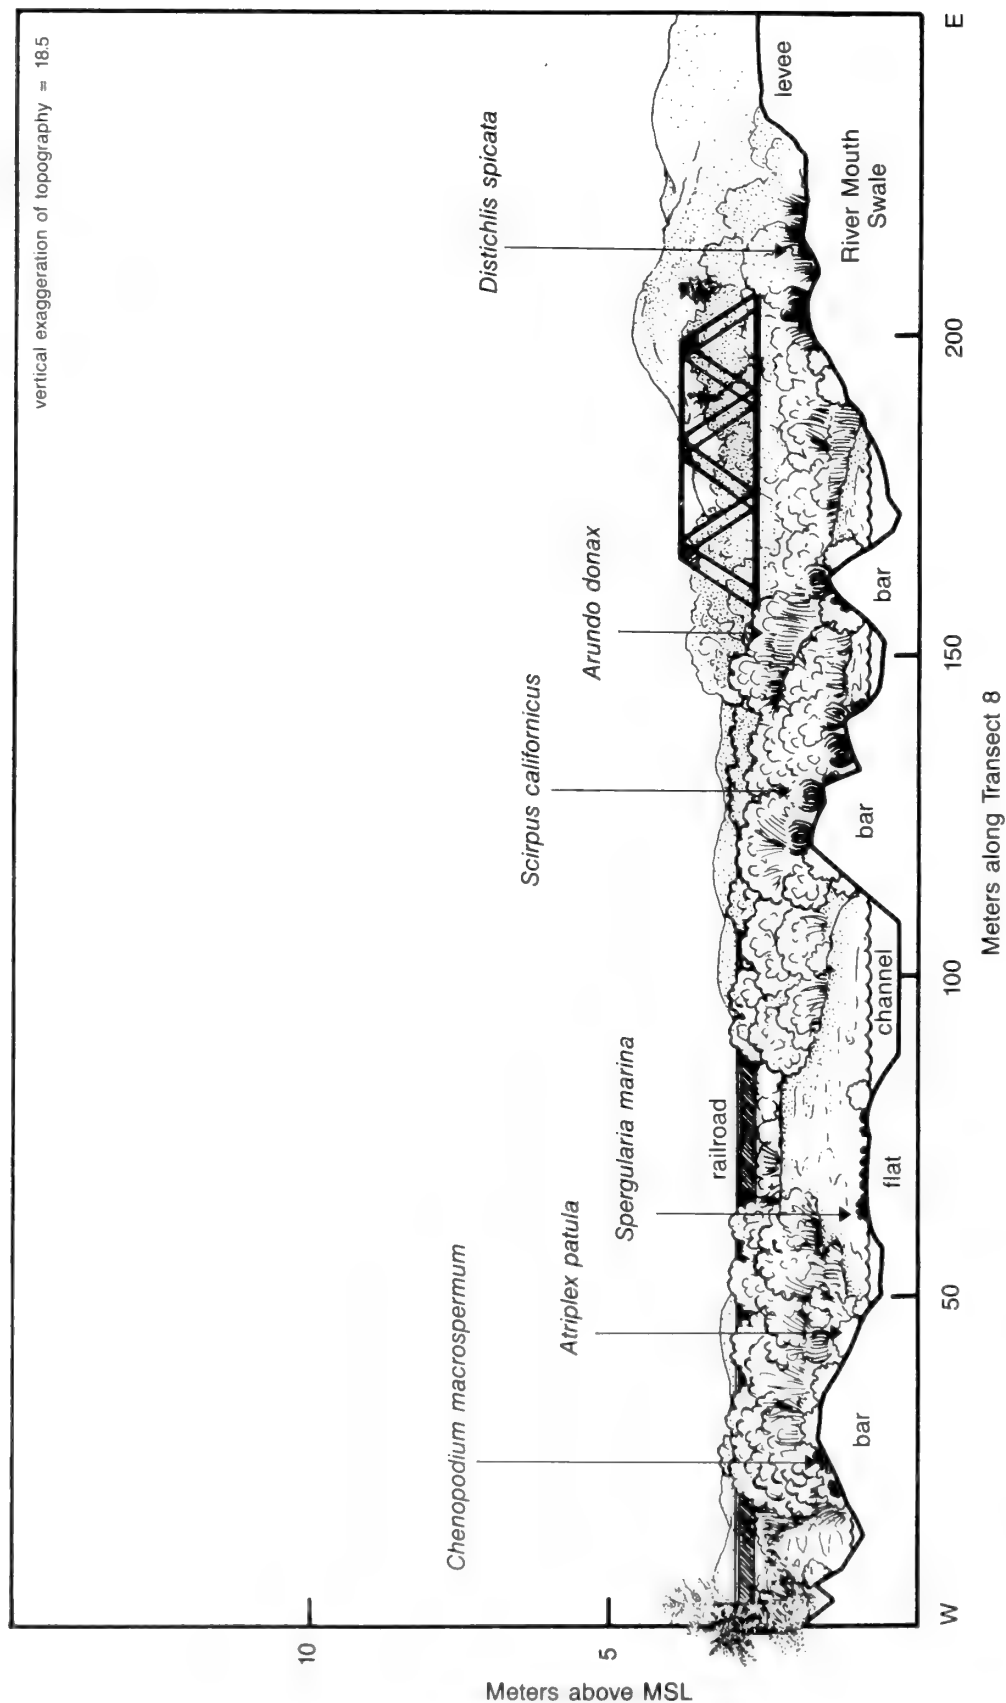 vertical exaggeration of topography = 18.5
Distichlis spicata
Scirpus californicus
Arundo donax
Chenopodium macrospermum
Atriplex patula
Spergularia marina
railroad
levee
River Mouth
Swale
bar
flat
channel
bar
bar
10
5
Meters above MSL
W
50
100
150
200
E
Meters along Transect 8